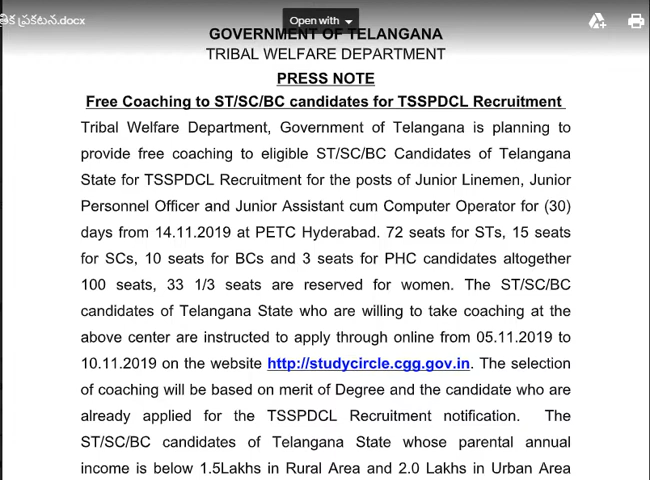 తిక ప్రకటన.docx
Open with
GOVERNMENT OF TELANGANA
TRIBAL WELFARE DEPARTMENT
PRESS NOTE
Free Coaching to ST/SC/BC candidates for TSSPDCL Recruitment
Tribal Welfare Department, Government of Telangana is planning to
provide free coaching to eligible ST/SC/BC Candidates of Telangana
State for TSSPDCL Recruitment for the posts of Junior Linemen, Junior
Personnel Officer and Junior Assistant cum Computer Operator for (30)
days from 14.11.2019 at PETC Hyderabad. 72 seats for STs, 15 seats
for SCs, 10 seats for BCs and 3 seats for PHC candidates altogether
100 seats, 33 1/3 seats are reserved for women. The ST/SC/BC
candidates of Telangana State who are willing to take coaching at the
above center are instructed to apply through online from 05.11.2019 to
10.11.2019 on the website http://studycircle.cgg.gov.in. The selection
of coaching will be based on merit of Degree and the candidate who are
already applied for the TSSPDCL Recruitment notification. The
ST/SC/BC candidates of Telangana State whose parental annual
income is below 1.5Lakhs in Rural Area and 2.0 Lakhs in Urban Area